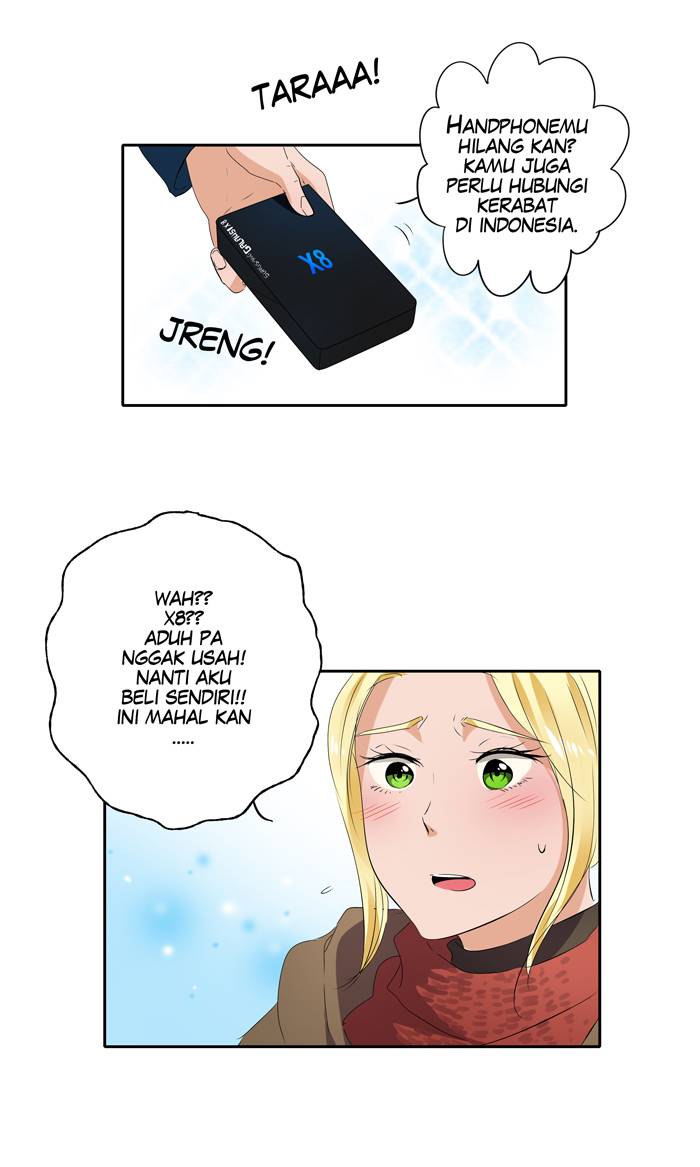 TARAAA!
HANDPHONEMU
HILANG KAN?
KAMU JUGA
PERLU HUBUNGI
KERABAT
DI INDONESIA.
X8
JRENG!
WAH??
X8??
ADUH PA
NGGAK USAH!
NANTI AKU
BELI SENDIRI!!
INI MAHAL KAN
.....